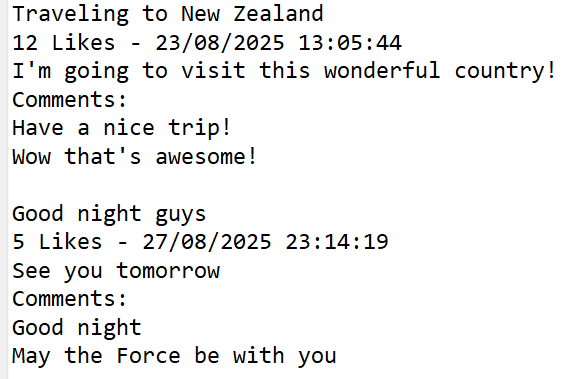 Traveling to New Zealand
12 Likes - 23/08/2025 13:05:44
I'm going to visit this wonderful country!
Comments:
Have a nice trip!
Wow that's awesome!

Good night guys
5 Likes - 27/08/2025 23:14:19
See you tomorrow
Comments:
Good night
May the Force be with you